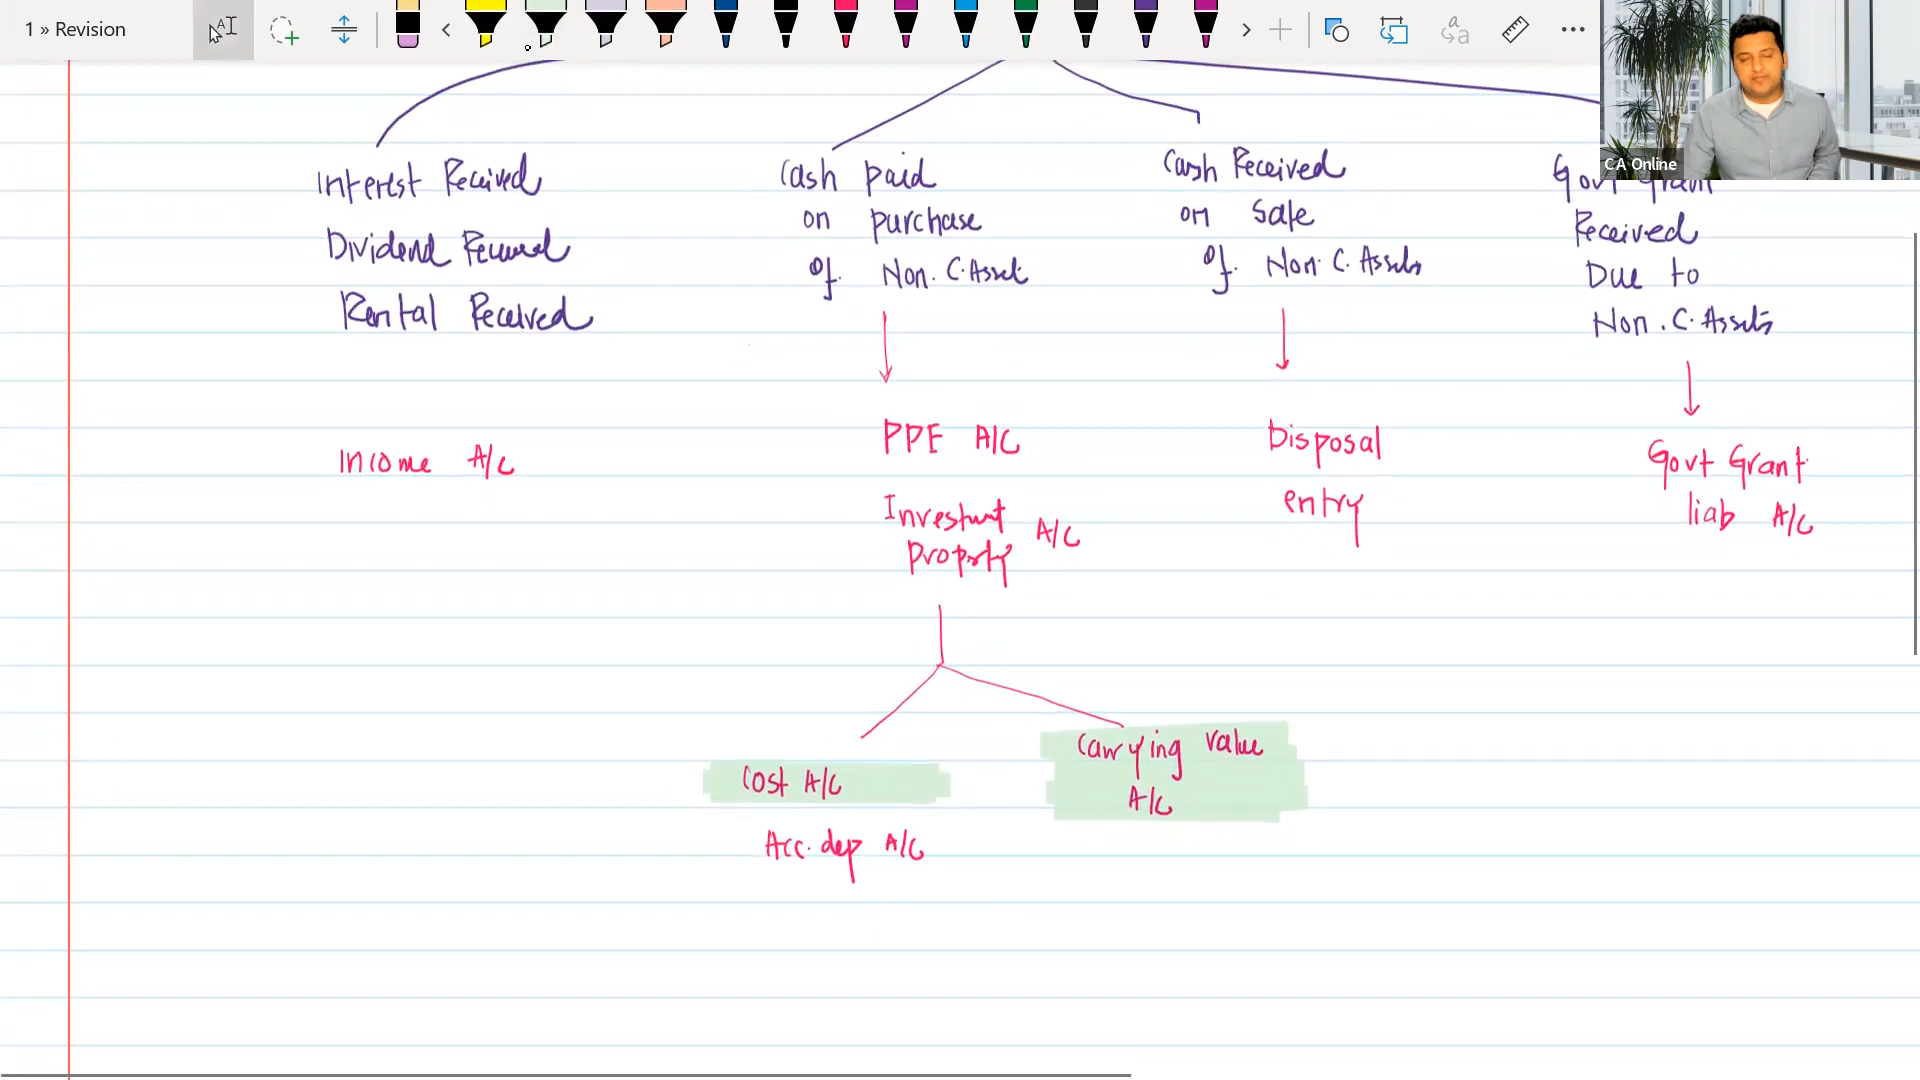 1 » Revision
CA Online
Interest Received
Dividend Received
Rental Received
Income A/C
Cash paid
on purchase
of Non. C. Asset
PPE A/C
Investment
property A/C
Cost A/C
Acc. dep A/C
Carrying value
A/C
Cash Received
on Sale
of Non. C. Assets
Disposal
entry
Govt Grant
Received
Due to
Non. C. Assets
Govt Grant
liab A/C